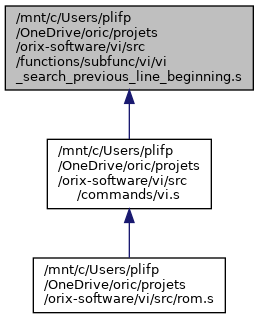 /mnt/c/Users/plifp
/OneDrive/oric/projets
/orix-software/vi/src
/functions/subfunc/vi/vi
_search_previous_line_beginning.s
/mnt/c/Users/plifp
/OneDrive/oric/projets
/orix-software/vi/src
/commands/vi.s
/mnt/c/Users/plifp
/OneDrive/oric/projets
/orix-software/vi/src/rom.s